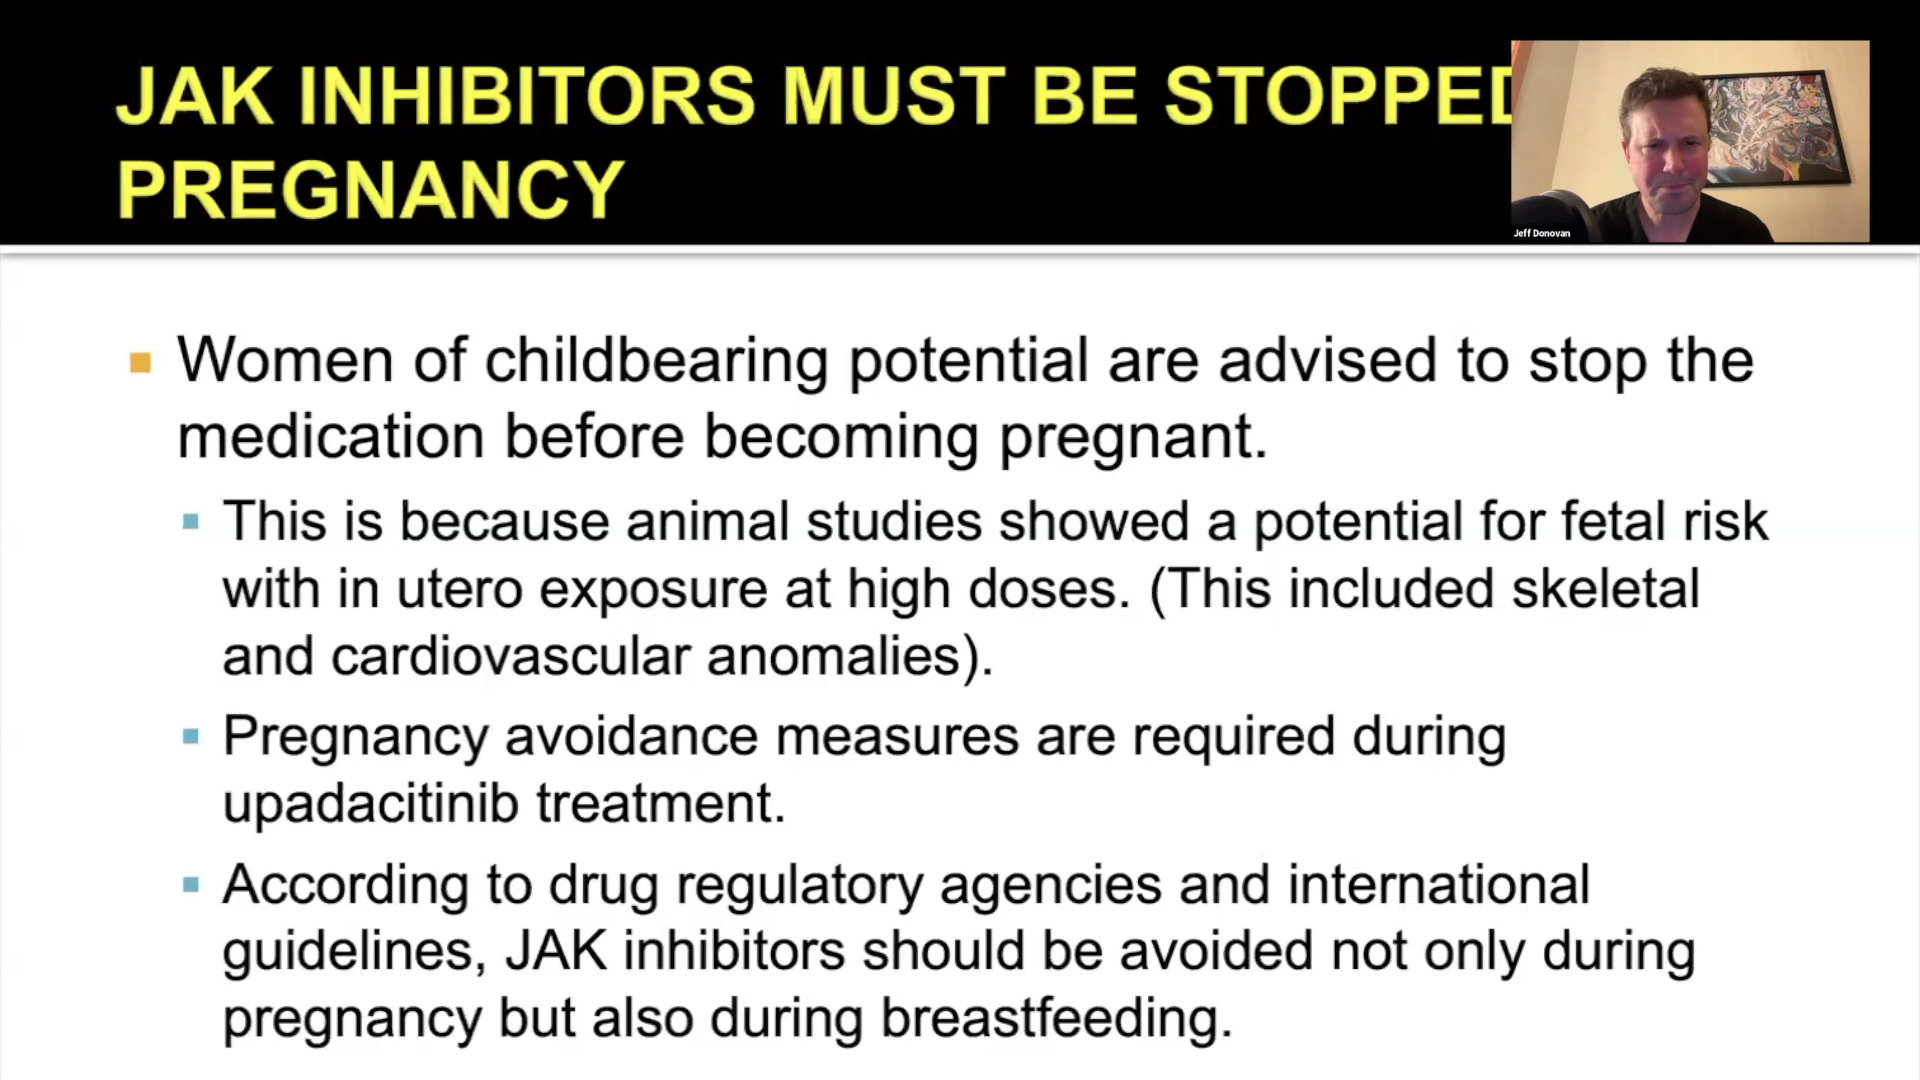 JAK INHIBITORS MUST BE STOPPED
PREGNANCY
Jeff Donovan
Women of childbearing potential are advised to stop the
medication before becoming pregnant.
This is because animal studies showed a potential for fetal risk
with in utero exposure at high doses. (This included skeletal
and cardiovascular anomalies).
Pregnancy avoidance measures are required during
upadacitinib treatment.
According to drug regulatory agencies and international
guidelines, JAK inhibitors should be avoided not only during
pregnancy but also during breastfeeding.